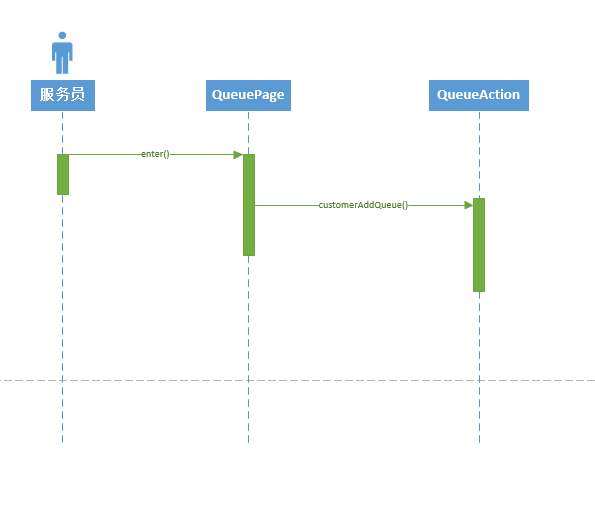 服务员
QueuePage
QueueAction
enter()
customerAddQueue()